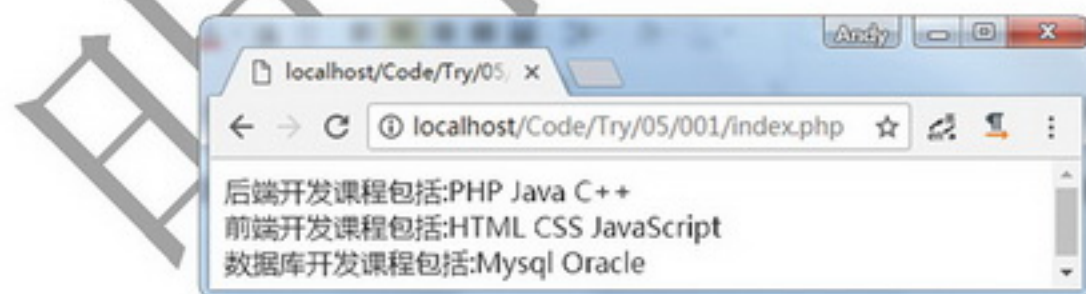 Andy
localhost/Code/Try/05/
localhost/Code/Try/05/001/index.php
后端开发课程包括:PHP Java C++
前端开发课程包括:HTML CSS JavaScript
数据库开发课程包括:Mysql Oracle